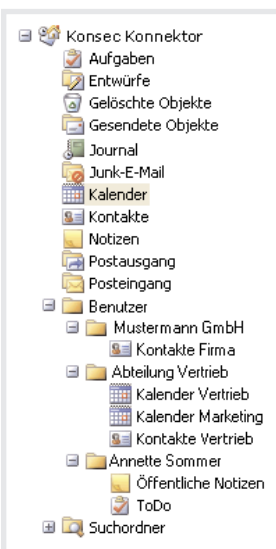 Konsec Konnektor
Aufgaben
Entwürfe
Gelöschte Objekte
Gesendete Objekte
Journal
Junk-E-Mail
Kalender
Kontakte
Notizen
Postausgang
Posteingang
Benutzer
Mustermann GmbH
Kontakte Firma
Abteilung Vertrieb
Kalender Vertrieb
Kalender Marketing
Kontakte Vertrieb
Annette Sommer
Öffentliche Notizen
ToDo
Suchordner